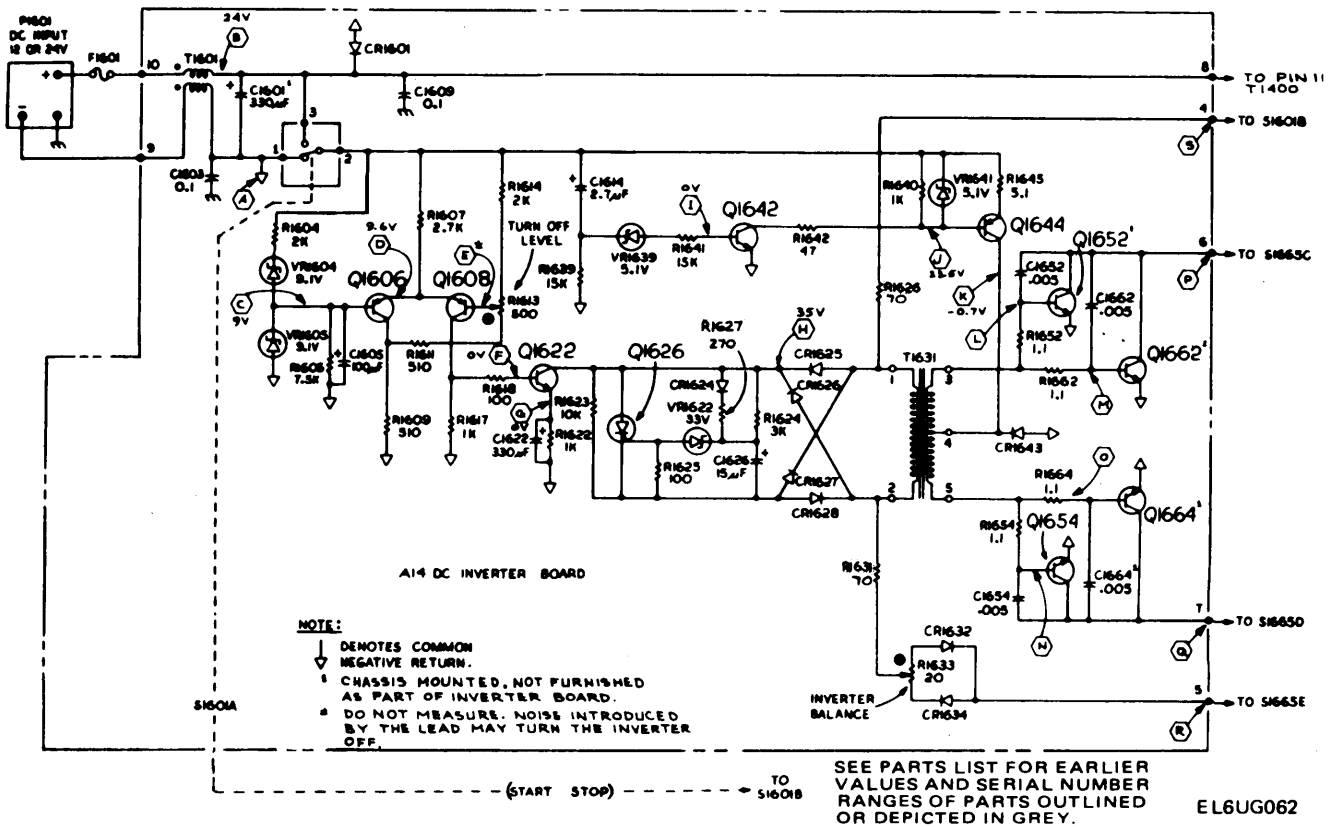 P1601
DC INPUT
12 OR 24V
F1601
10
T1601
24V
B
C1601¹
330µF
CR1601
C1609
0.1
8
TO PIN 11
T1400
4
TO S1601B
S
9
C1603
0.1
A
3
1
2
R1604
2K
VR1604
9.1V
C
9V
VR1605
9.1V
R1606
7.5K
C1605
100µF
R1607
2.7K
9.6V
D
Q1606
E*
Q1608
R1614
2K
TURN OFF
LEVEL
R1613
500
R1611
510
R1609
510
R1617
1K
0V
F
R1618
100
Q1622
G
0V
C1622
330µF
R1622
1K
C1614
2.7µF
R1639
15K
VR1639
5.1V
0V
I
R1641
15K
Q1642
R1642
47
R1640
1K
VR1641
5.1V
R1645
5.1
J
Q1644
K
-0.7V
L
Q1652¹
C1652
.005
C1662
.005
R1652
1.1
R1662
1.1
M
Q1662¹
6
TO S1665C
P
R1623
10K
Q1626
R1627
270
CR1624
VR1622
33V
R1625
100
R1624
3K
C1626
15µF
35V
H
CR1625
CR1626
CR1627
CR1628
R1626
70
T1631
1
2
3
4
5
CR1643
R1664
1.1
O
Q1664¹
R1654
1.1
Q1654
C1654
.005
C1664¹
.005
N
7
TO S1665D
Q
R1631
70
CR1632
R1633
20
INVERTER
BALANCE
CR1634
5
TO S1665E
R
A14 DC INVERTER BOARD
NOTE:
DENOTES COMMON
NEGATIVE RETURN.
¹ CHASSIS MOUNTED, NOT FURNISHED
AS PART OF INVERTER BOARD.
* DO NOT MEASURE. NOISE INTRODUCED
BY THE LEAD MAY TURN THE INVERTER
OFF.
S1601A
(START STOP)
TO
S1601B
SEE PARTS LIST FOR EARLIER
VALUES AND SERIAL NUMBER
RANGES OF PARTS OUTLINED
OR DEPICTED IN GREY.
EL6UG062